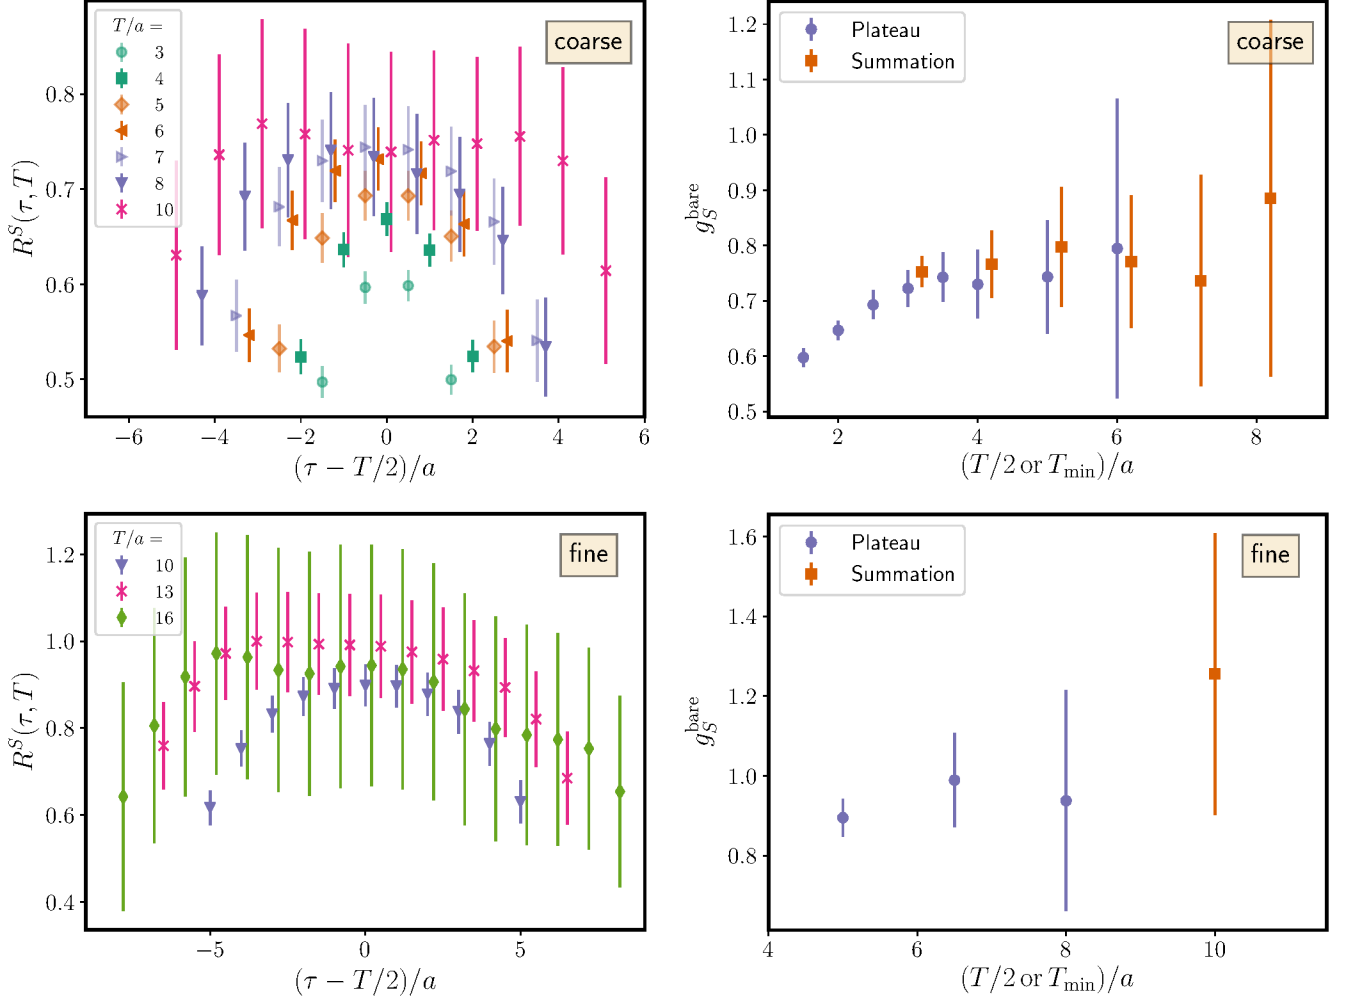 T/a =
3
4
5
6
7
8
10
coarse
0.8
0.7
0.6
0.5
R^S(τ, T)
−6 −4 −2 0 2 4 6
(τ − T/2)/a
Plateau
Summation
coarse
1.2
1.1
1.0
0.9
0.8
0.7
0.6
0.5
g_S^bare
2 4 6 8
(T/2 or T_min)/a
T/a =
10
13
16
fine
1.2
1.0
0.8
0.6
0.4
R^S(τ, T)
−5 0 5
(τ − T/2)/a
Plateau
Summation
fine
1.6
1.4
1.2
1.0
0.8
g_S^bare
4 6 8 10
(T/2 or T_min)/a